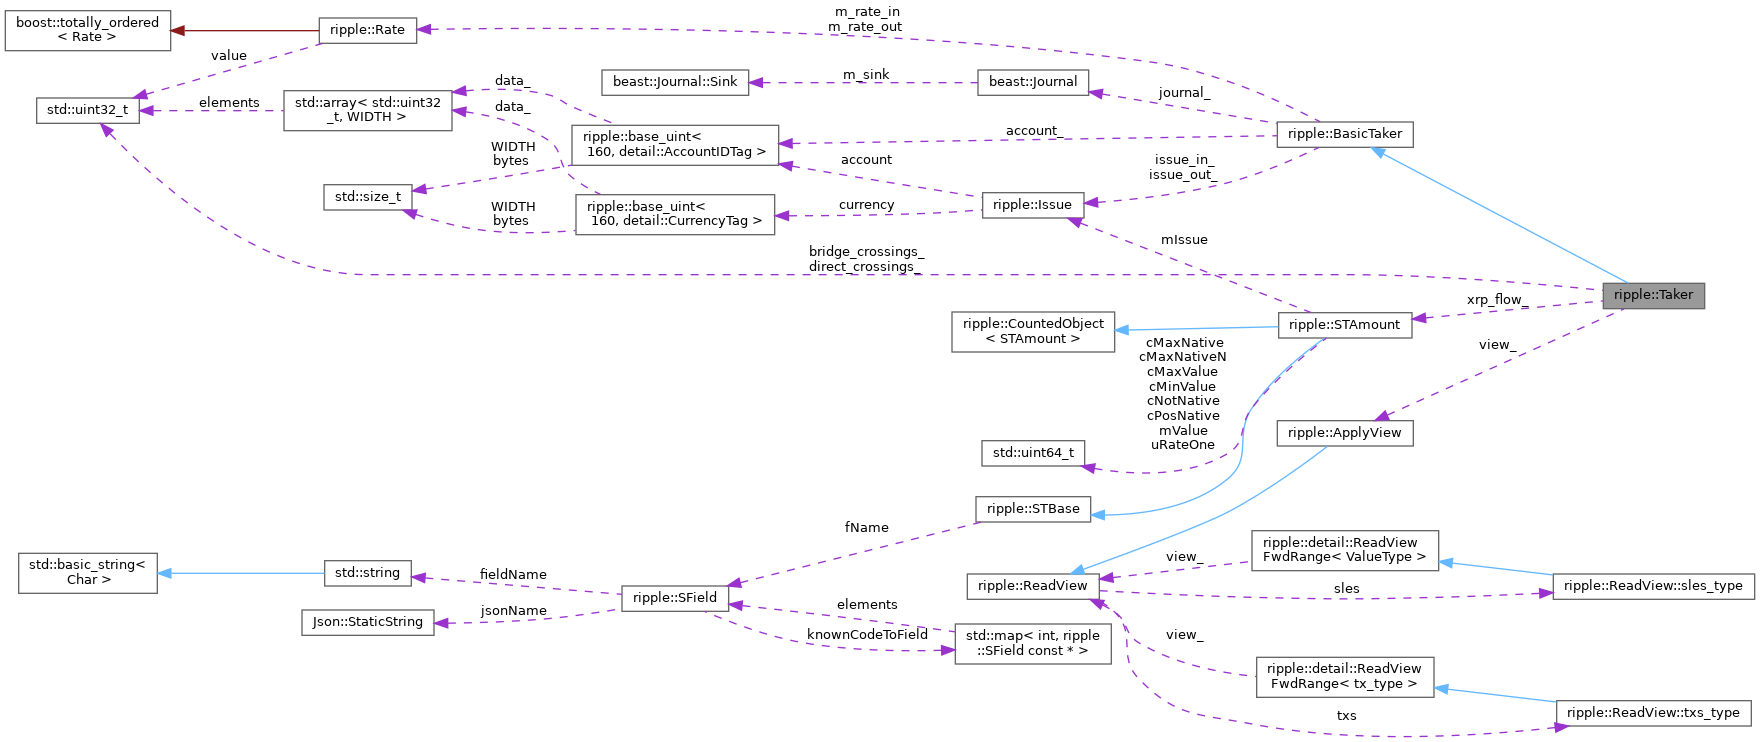 m_rate_in
m_rate_out
boost::totally_ordered
< Rate >
ripple::Rate
value
data_
beast::Journal::Sink
m_sink
beast::Journal
journal_
std::uint32_t
elements
std::array< std::uint32
_t, WIDTH >
data_
ripple::base_uint<
160, detail::AccountIDTag >
account_
ripple::BasicTaker
WIDTH
bytes
account
issue_in_
issue_out_
std::size_t
WIDTH
bytes
ripple::base_uint<
160, detail::CurrencyTag >
currency
ripple::Issue
mIssue
bridge_crossings_
direct_crossings_
ripple::Taker
xrp_flow_
ripple::CountedObject
< STAmount >
ripple::STAmount
view_
cMaxNative
cMaxNativeN
cMaxValue
cMinValue
cNotNative
cPosNative
mValue
uRateOne
ripple::ApplyView
std::uint64_t
ripple::STBase
fName
std::basic_string<
Char >
std::string
fieldName
ripple::SField
jsonName
Json::StaticString
elements
knownCodeToField
std::map< int, ripple
::SField const * >
ripple::ReadView
view_
ripple::detail::ReadView
FwdRange< ValueType >
sles
ripple::ReadView::sles_type
view_
ripple::detail::ReadView
FwdRange< tx_type >
txs
ripple::ReadView::txs_type